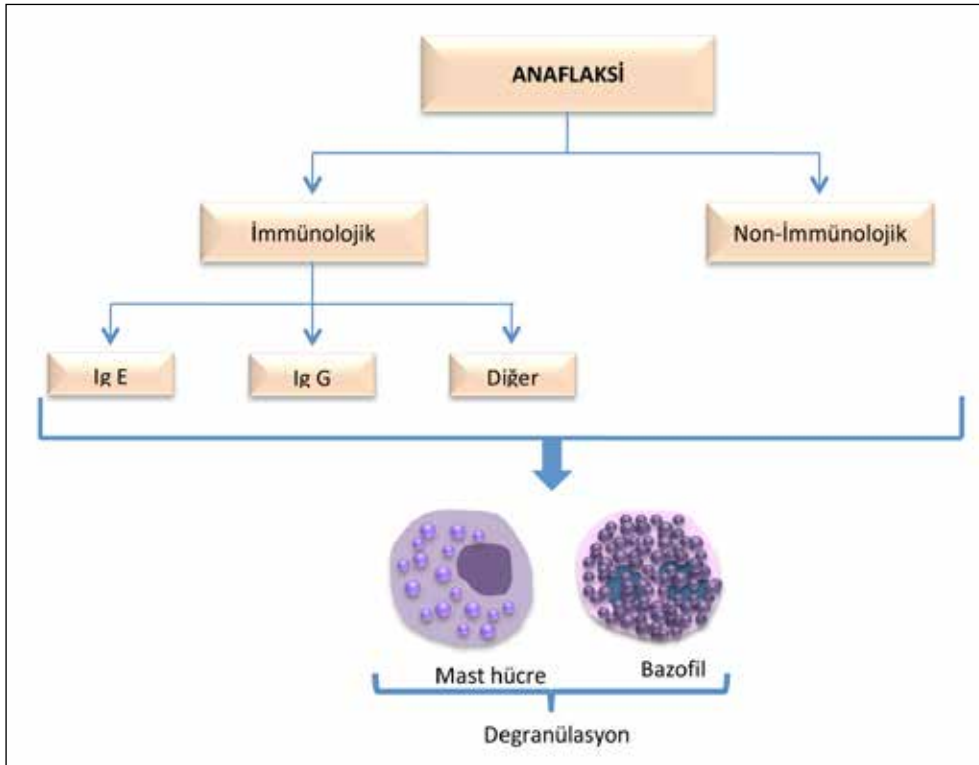 ANAFLAKSİ
İmmünolojik
Non-İmmünolojik
Ig E
Ig G
Diğer
Mast hücre
Bazofil
Degranülasyon